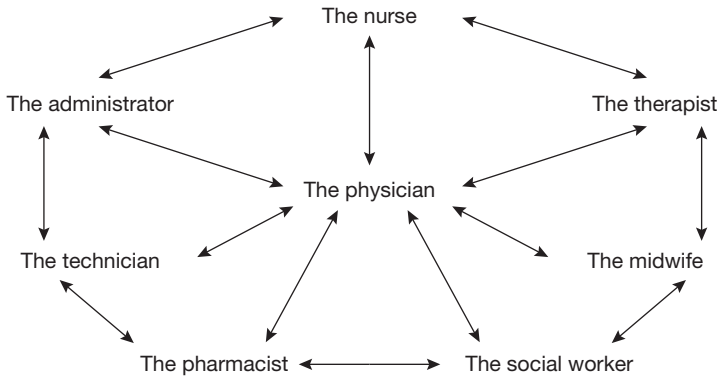 The nurse
The administrator
The therapist
The physician
The technician
The midwife
The pharmacist
The social worker